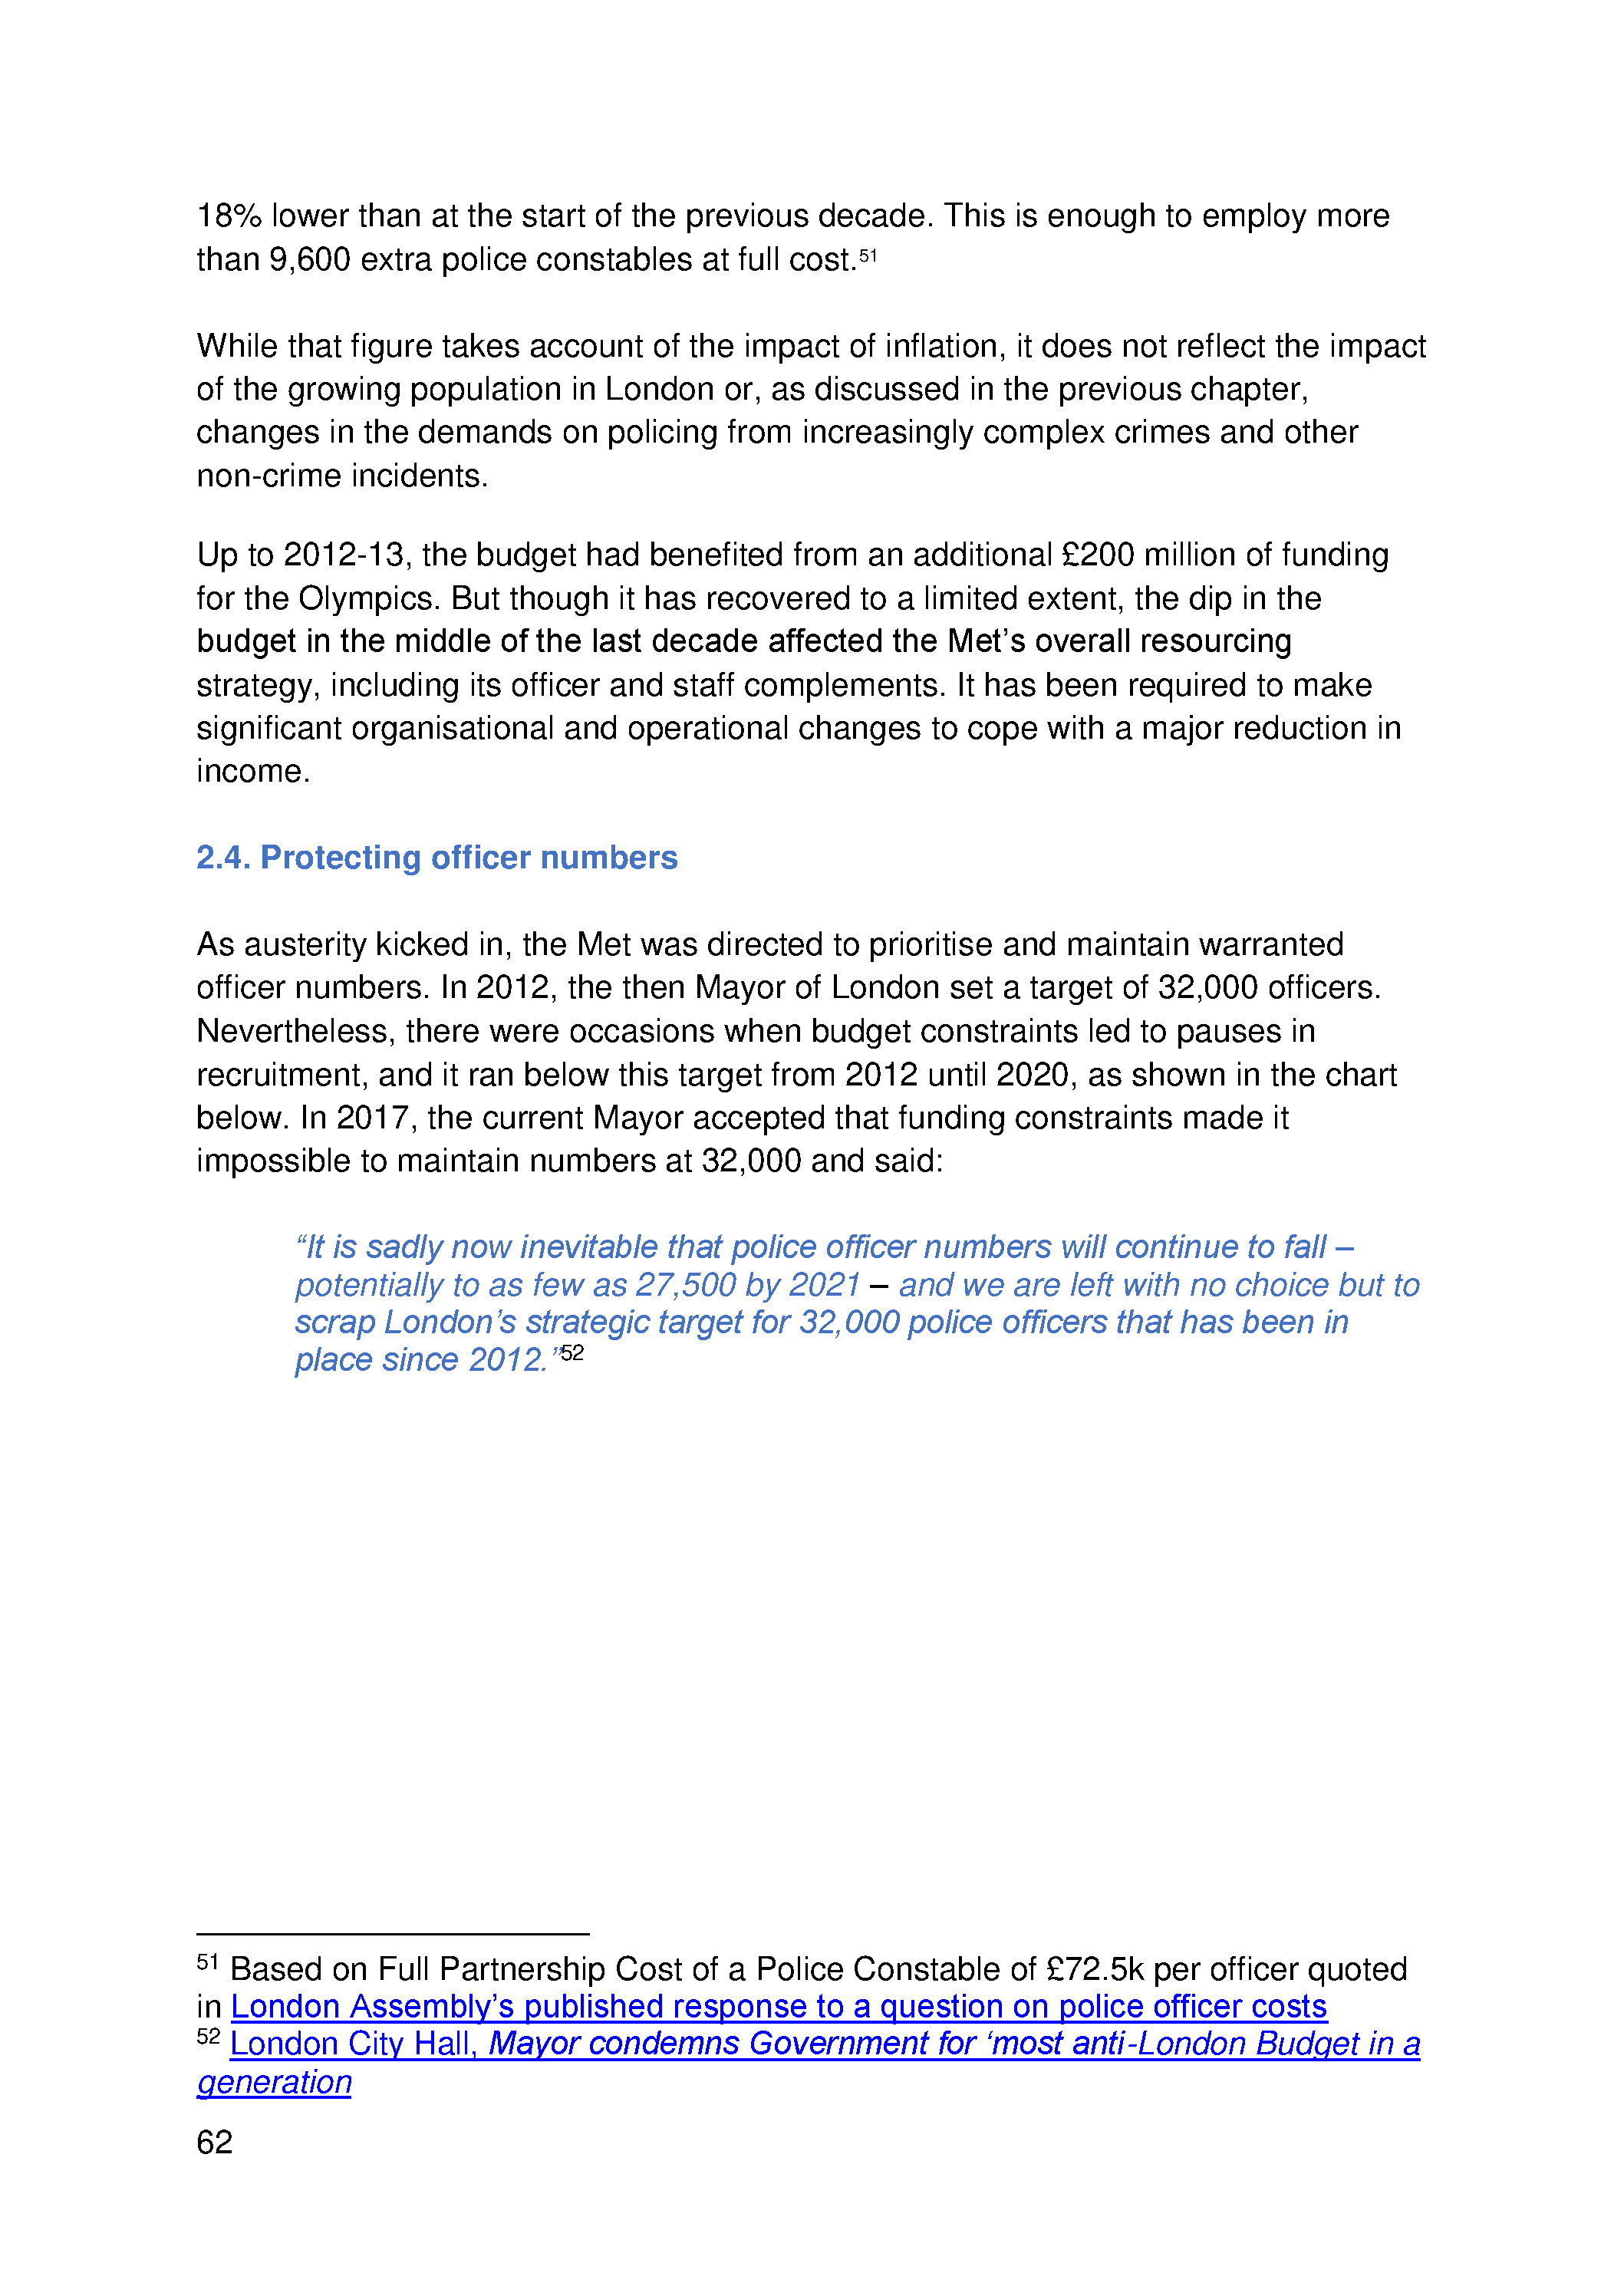 18% lower than at the start of the previous decade. This is enough to employ more
than 9,600 extra police constables at full cost.51
While that figure takes account of the impact of inflation, it does not reflect the impact
of the growing population in London or, as discussed in the previous chapter,
changes in the demands on policing from increasingly complex crimes and other
non-crime incidents.
Up to 2012-13, the budget had benefited from an additional £200 million of funding
for the Olympics. But though it has recovered to a limited extent, the dip in the
budget in the middle of the last decade affected the Met’s overall resourcing
strategy, including its officer and staff complements. It has been required to make
significant organisational and operational changes to cope with a major reduction in
income.
2.4. Protecting officer numbers
As austerity kicked in, the Met was directed to prioritise and maintain warranted
officer numbers. In 2012, the then Mayor of London set a target of 32,000 officers.
Nevertheless, there were occasions when budget constraints led to pauses in
recruitment, and it ran below this target from 2012 until 2020, as shown in the chart
below. In 2017, the current Mayor accepted that funding constraints made it
impossible to maintain numbers at 32,000 and said:
“It is sadly now inevitable that police officer numbers will continue to fall –
potentially to as few as 27,500 by 2021 – and we are left with no choice but to
scrap London’s strategic target for 32,000 police officers that has been in
place since 2012.”52
51 Based on Full Partnership Cost of a Police Constable of £72.5k per officer quoted
in London Assembly’s published response to a question on police officer costs
52 London City Hall, Mayor condemns Government for ‘most anti-London Budget in a
generation
62